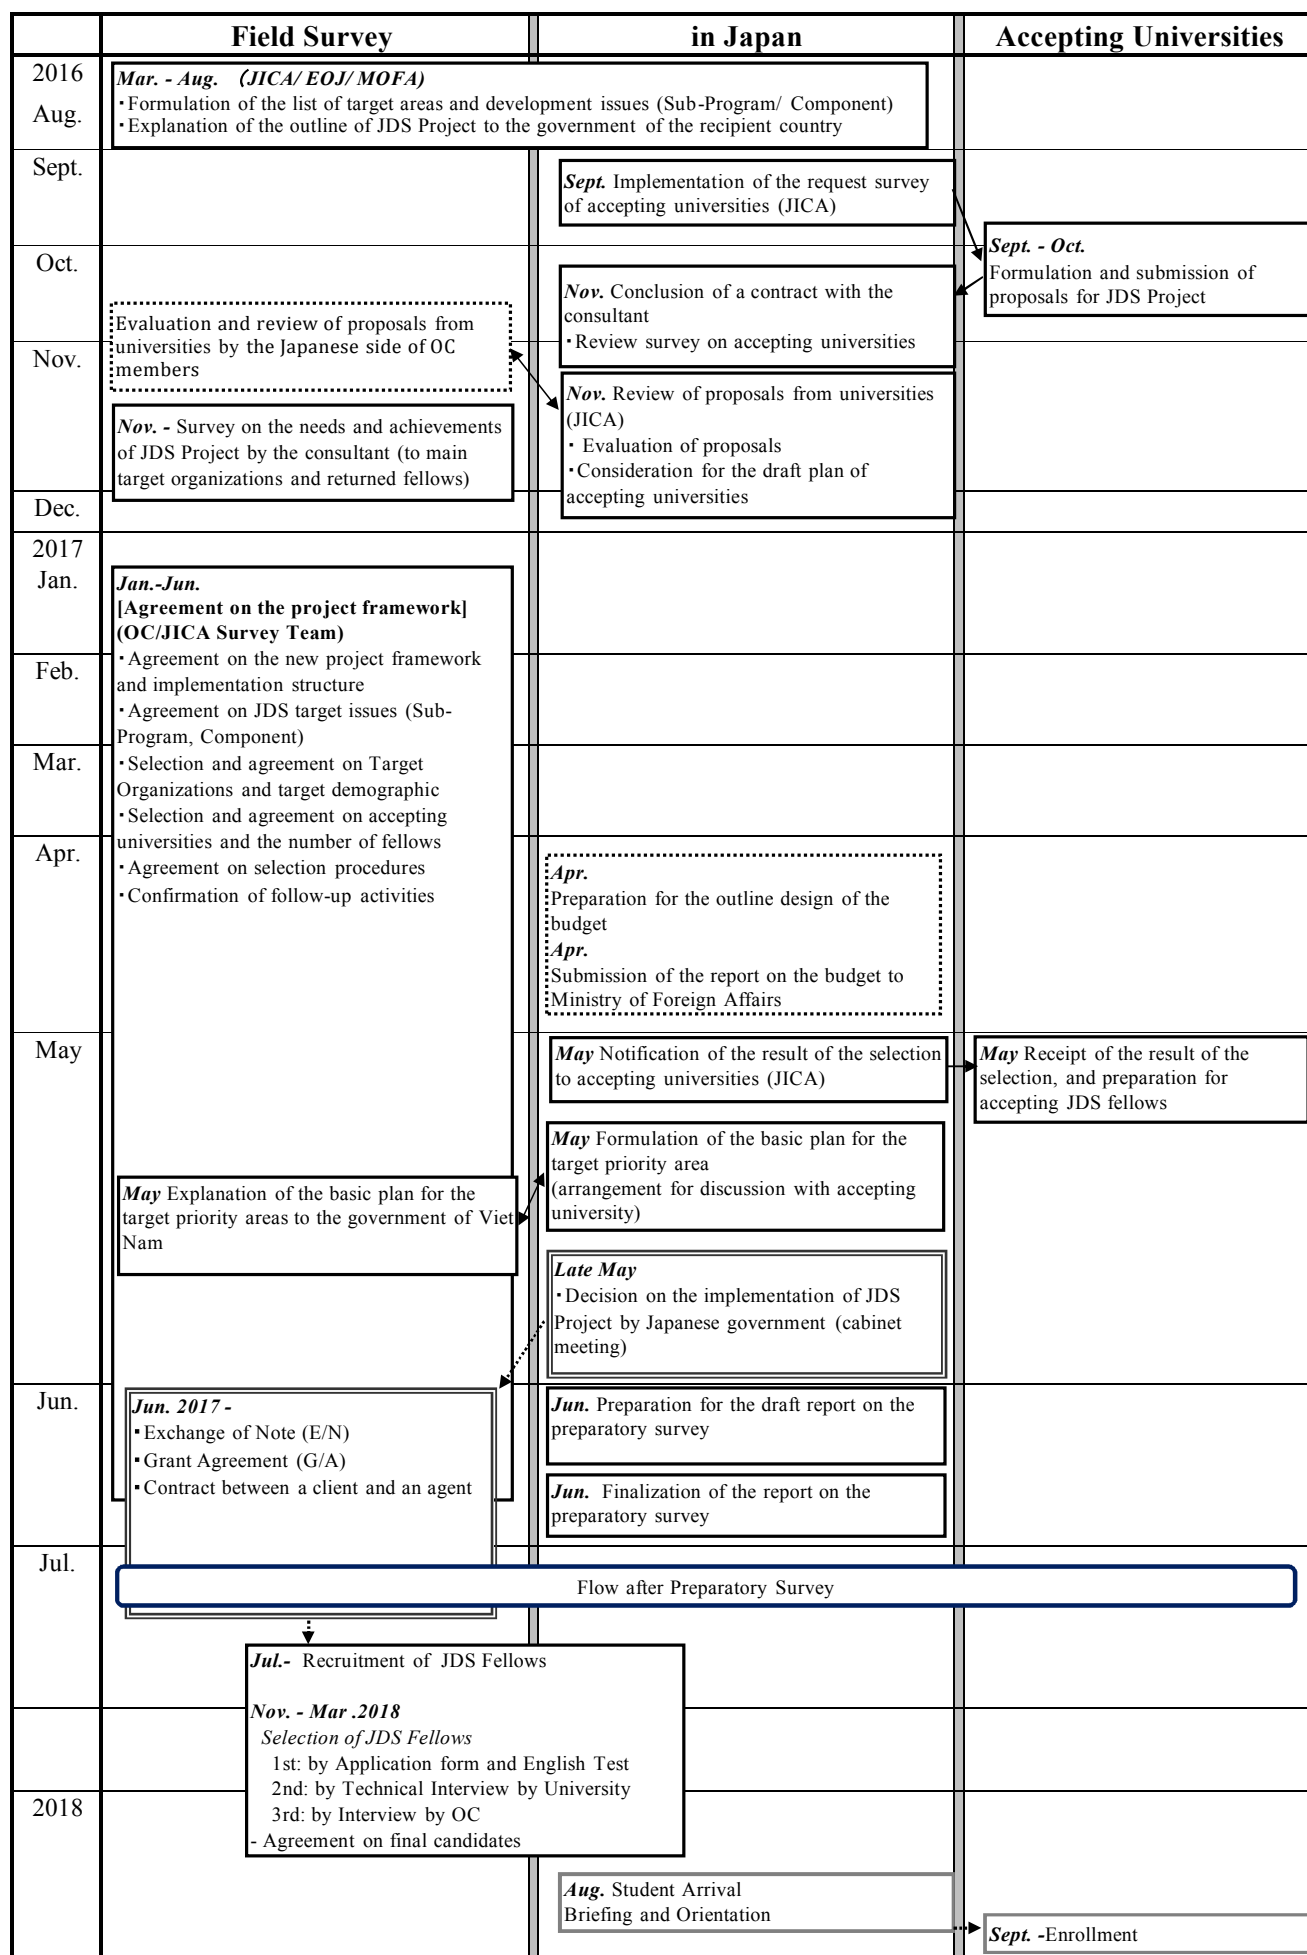 Field Survey
in Japan
Accepting Universities
2016
Aug.
Mar. - Aug. （JICA/ EOJ/ MOFA)
・Formulation of the list of target areas and development issues (Sub-Program/ Component)
・Explanation of the outline of JDS Project to the government of the recipient country
Sept.
Sept. Implementation of the request survey
of accepting universities (JICA)
Sept. - Oct.
Formulation and submission of
proposals for JDS Project
Oct.
Nov. Conclusion of a contract with the
consultant
・Review survey on accepting universities
Evaluation and review of proposals from
universities by the Japanese side of OC
members
Nov.
Nov. Review of proposals from universities
(JICA)
・ Evaluation of proposals
・Consideration for the draft plan of
accepting universities
Nov. - Survey on the needs and achievements
of JDS Project by the consultant (to main
target organizations and returned fellows)
Dec.
2017
Jan.
Jan.-Jun.
[Agreement on the project framework]
(OC/JICA Survey Team)
・Agreement on the new project framework
and implementation structure
・Agreement on JDS target issues (Sub-
Program, Component)
・Selection and agreement on Target
Organizations and target demographic
・Selection and agreement on accepting
universities and the number of fellows
・Agreement on selection procedures
・Confirmation of follow-up activities
Feb.
Mar.
Apr.
Apr.
Preparation for the outline design of the
budget
Apr.
Submission of the report on the budget to
Ministry of Foreign Affairs
May
May Notification of the result of the selection
to accepting universities (JICA)
May Receipt of the result of the
selection, and preparation for
accepting JDS fellows
May Formulation of the basic plan for the
target priority area
(arrangement for discussion with accepting
university)
May Explanation of the basic plan for the
target priority areas to the government of Viet
Nam
Late May
・Decision on the implementation of JDS
Project by Japanese government (cabinet
meeting)
Jun.
Jun. 2017 -
▪Exchange of Note (E/N)
▪Grant Agreement (G/A)
▪Contract between a client and an agent
Jun. Preparation for the draft report on the
preparatory survey
Jun. Finalization of the report on the
preparatory survey
Jul.
Flow after Preparatory Survey
Jul.- Recruitment of JDS Fellows
Nov. - Mar .2018
Selection of JDS Fellows
1st: by Application form and English Test
2nd: by Technical Interview by University
3rd: by Interview by OC
- Agreement on final candidates
2018
Aug. Student Arrival
Briefing and Orientation
Sept. -Enrollment